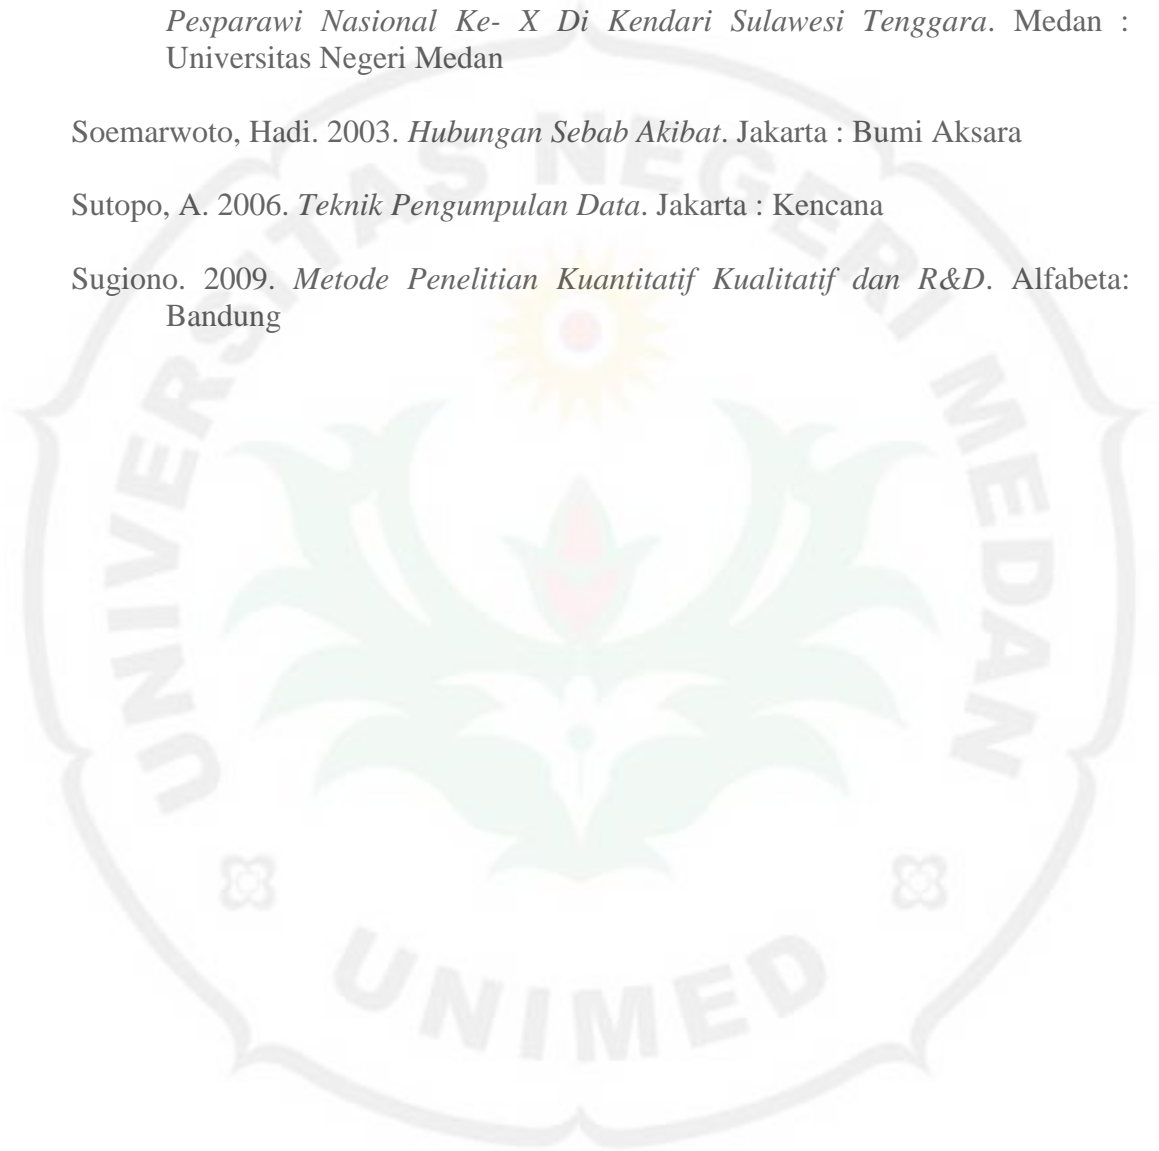 Pesparawi Nasional Ke- X Di Kendari Sulawesi Tenggara. Medan :
Universitas Negeri Medan
Soemarwoto, Hadi. 2003. Hubungan Sebab Akibat. Jakarta : Bumi Aksara
Sutopo, A. 2006. Teknik Pengumpulan Data. Jakarta : Kencana
Sugiono. 2009. Metode Penelitian Kuantitatif Kualitatif dan R&D. Alfabeta:
Bandung
UNIVERSITAS NEGERI MEDAN
UNIMED